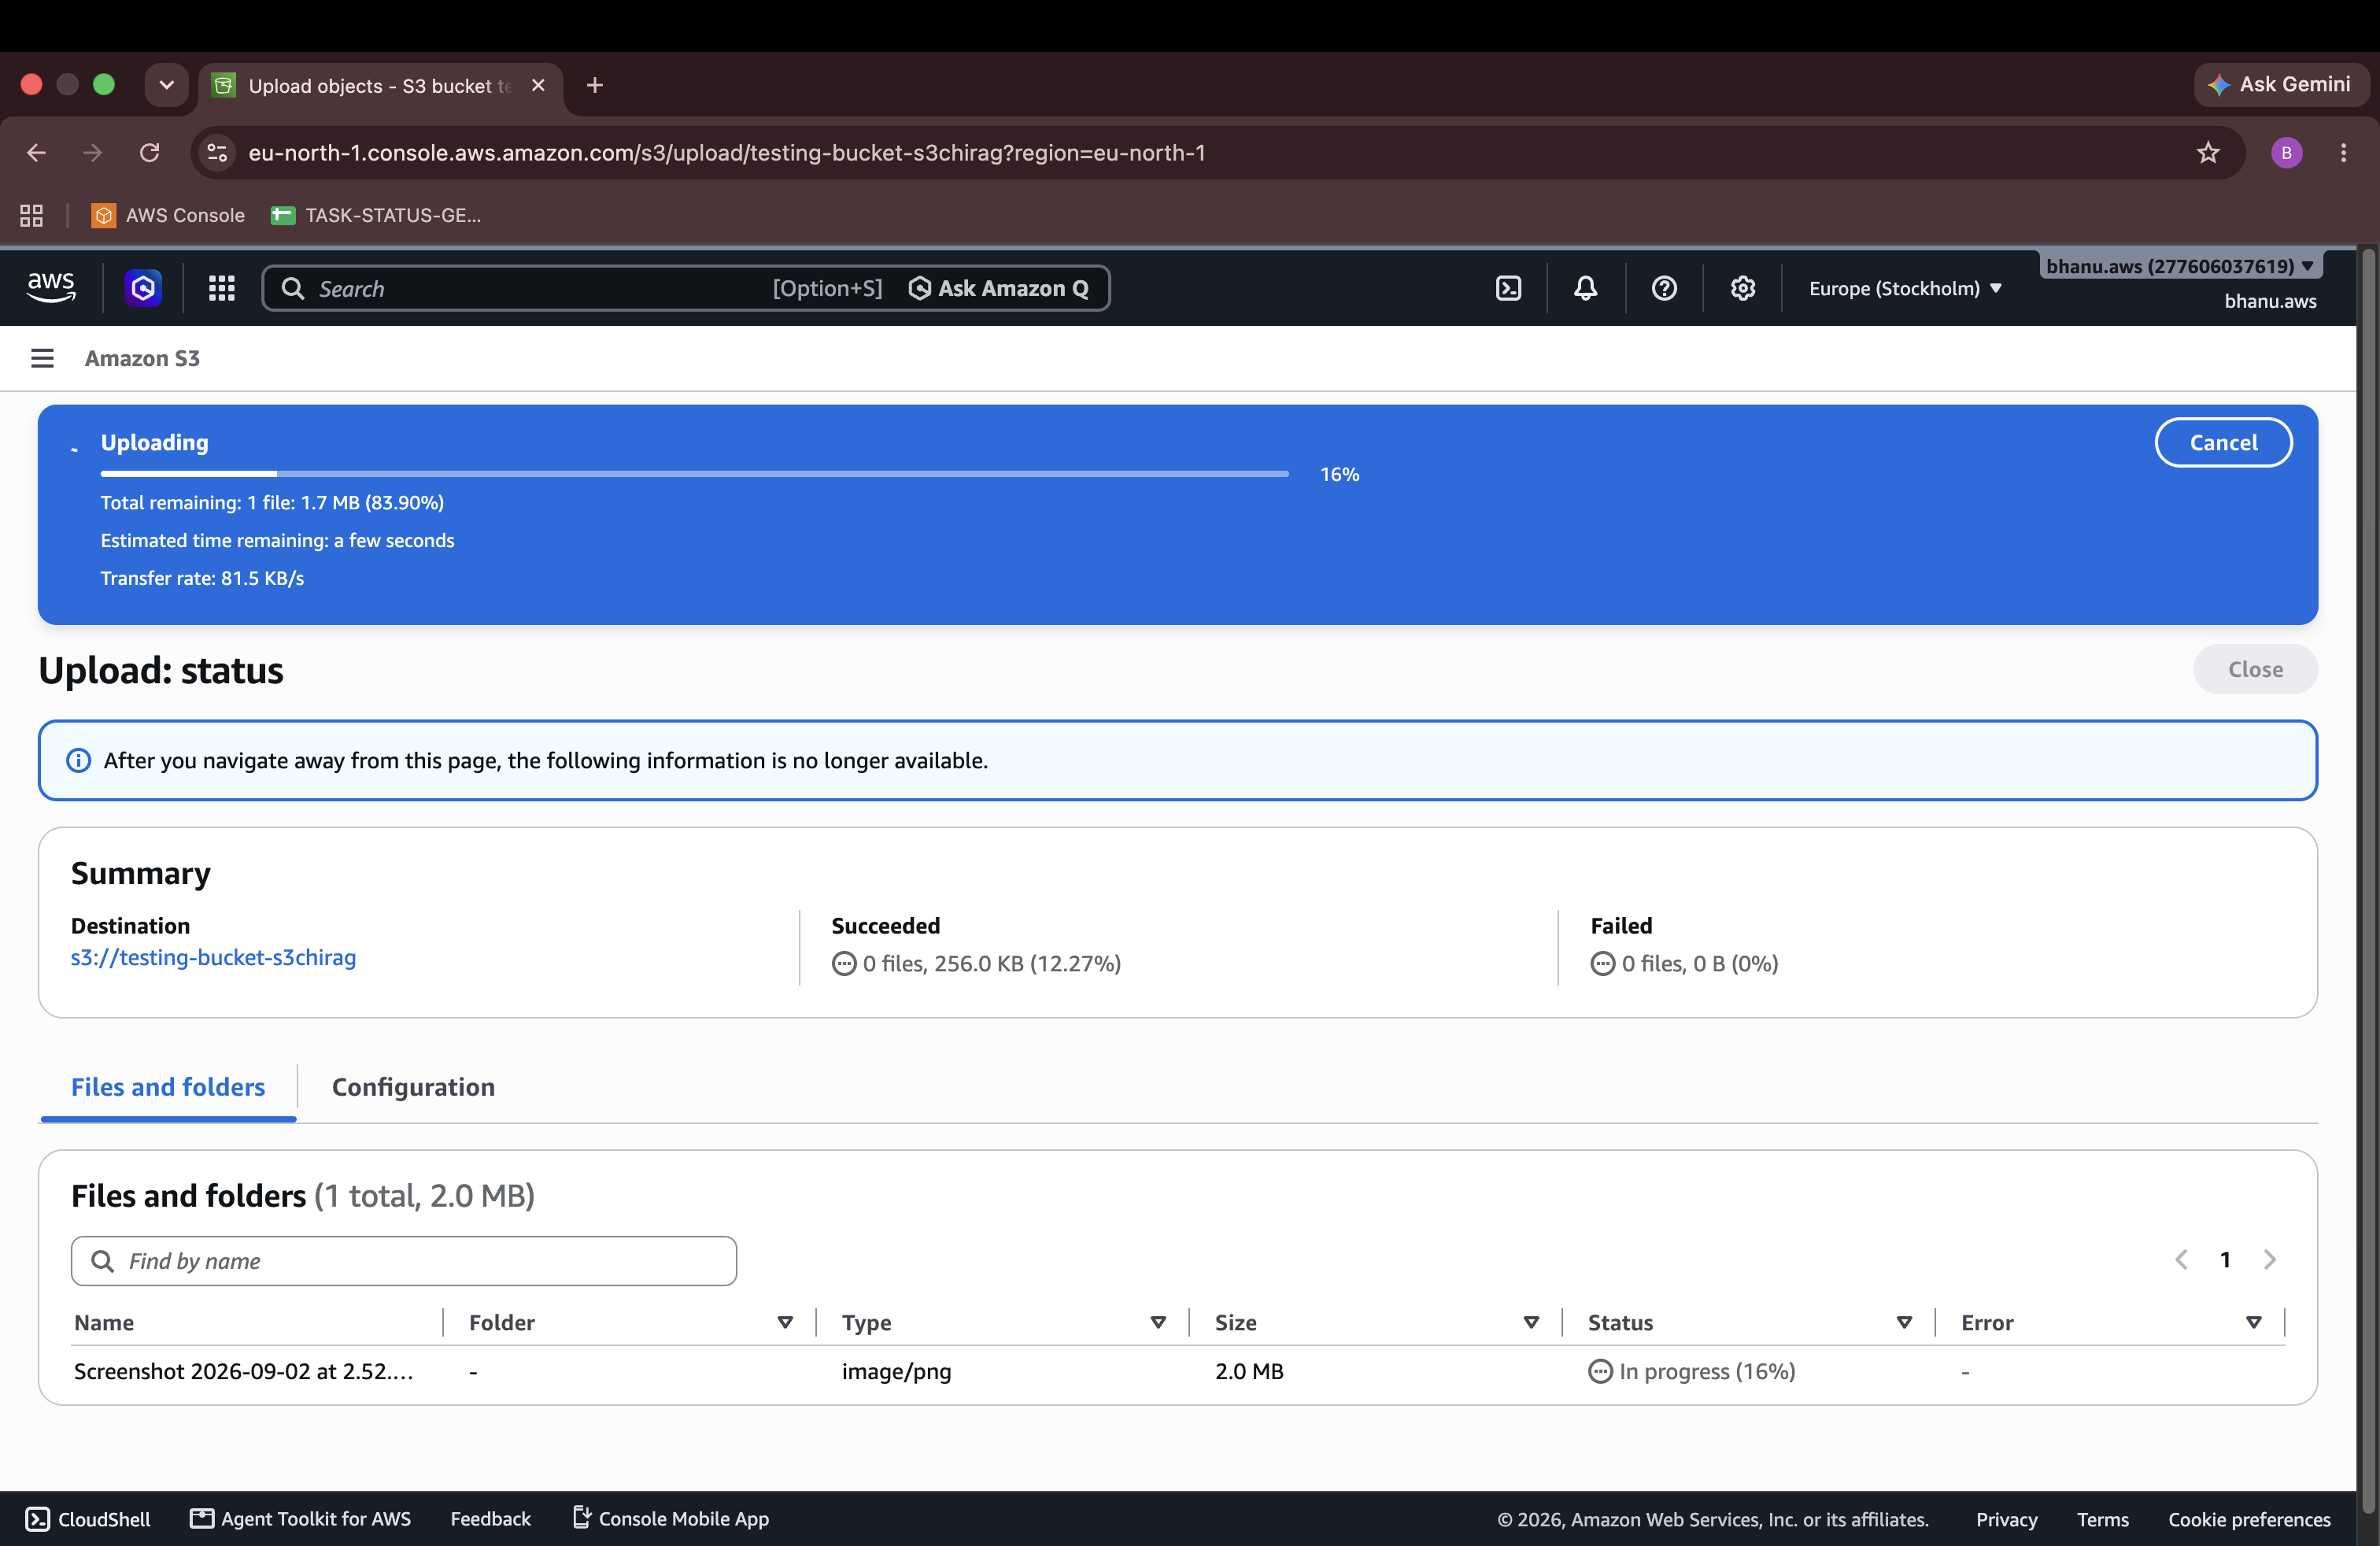 Upload objects - S3 bucket te
Ask Gemini
eu-north-1.console.aws.amazon.com/s3/upload/testing-bucket-s3chirag?region=eu-north-1
B
AWS Console
TASK-STATUS-GE...
aws
Search
[Option+S]
Ask Amazon Q
Europe (Stockholm)
bhanu.aws (277606037619)
bhanu.aws
Amazon S3
Uploading
Cancel
16%
Total remaining: 1 file: 1.7 MB (83.90%)
Estimated time remaining: a few seconds
Transfer rate: 81.5 KB/s
Upload: status
Close
After you navigate away from this page, the following information is no longer available.
Summary
Destination
s3://testing-bucket-s3chirag
Succeeded
0 files, 256.0 KB (12.27%)
Failed
0 files, 0 B (0%)
Files and folders
Configuration
Files and folders (1 total, 2.0 MB)
Find by name
1
Name Folder Type Size Status Error
Screenshot 2026-09-02 at 2.52.... - image/png 2.0 MB In progress (16%) -
CloudShell
Agent Toolkit for AWS
Feedback
Console Mobile App
© 2026, Amazon Web Services, Inc. or its affiliates.
Privacy
Terms
Cookie preferences